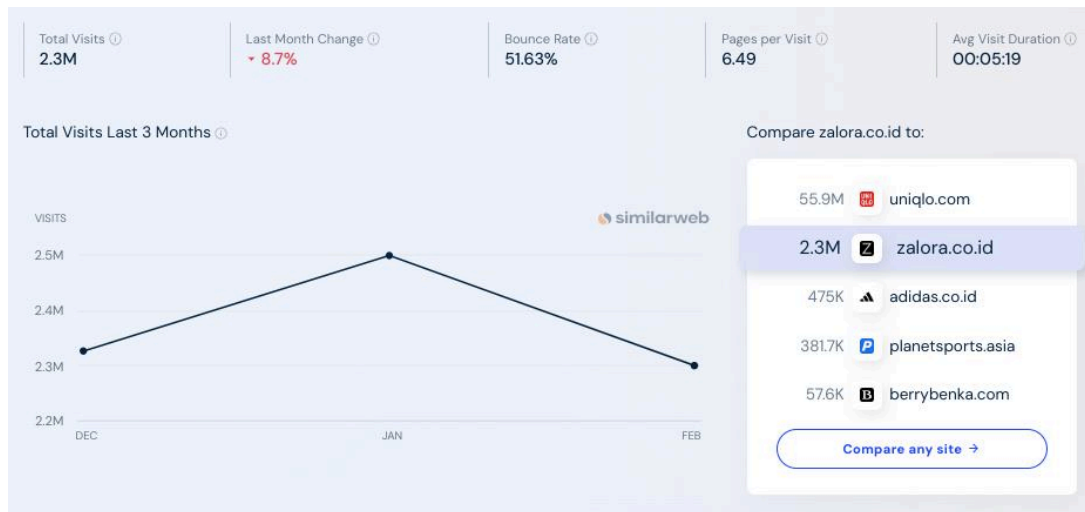 Total Visits
Last Month Change
Bounce Rate
Pages per Visit
Avg Visit Duration
2.3M
8.7%
51.63%
6.49
00:05:19
Total Visits Last 3 Months
VISITS
similarweb
2.5M
2.4M
2.3M
2.2M
DEC
JAN
FEB
Compare zalora.co.id to:
55.9M UNI QLO uniqlo.com
2.3M Z zalora.co.id
475K adidas.co.id
381.7K P planetsports.asia
57.6K B berrybenka.com
Compare any site →